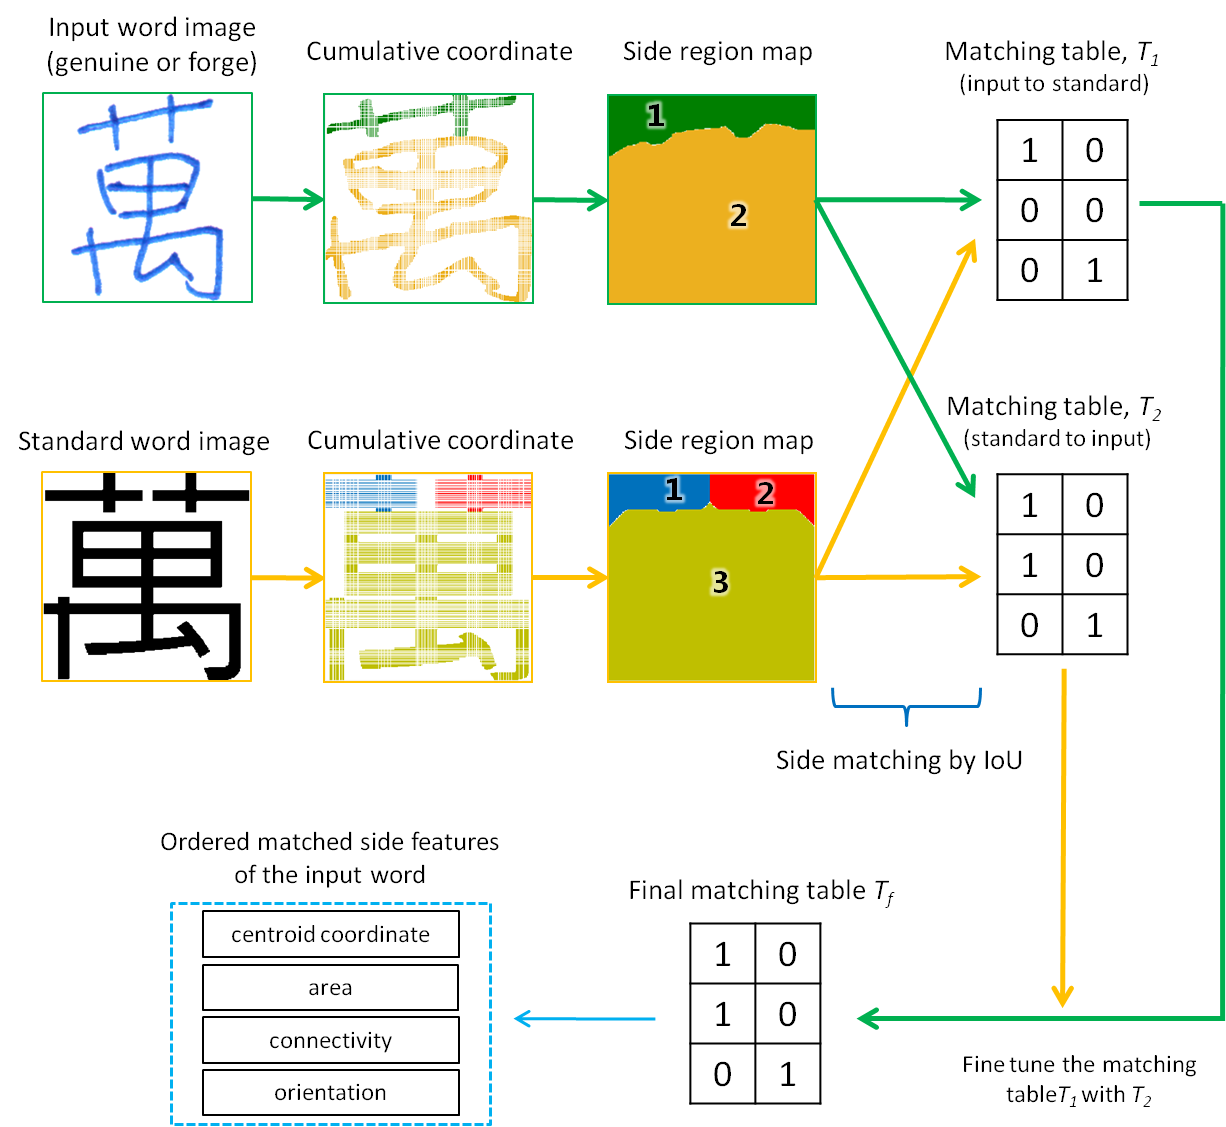 Input word image
(genuine or forge)
Cumulative coordinate
Side region map
Matching table, T1
(input to standard)
萬
1
2
1 0
0 0
0 1
Standard word image
Cumulative coordinate
Side region map
Matching table, T2
(standard to input)
萬
1 2
3
1 0
1 0
0 1
Side matching by IoU
Ordered matched side features
of the input word
centroid coordinate
area
connectivity
orientation
Final matching table Tf
1 0
1 0
0 1
Fine tune the matching
tableT1 with T2